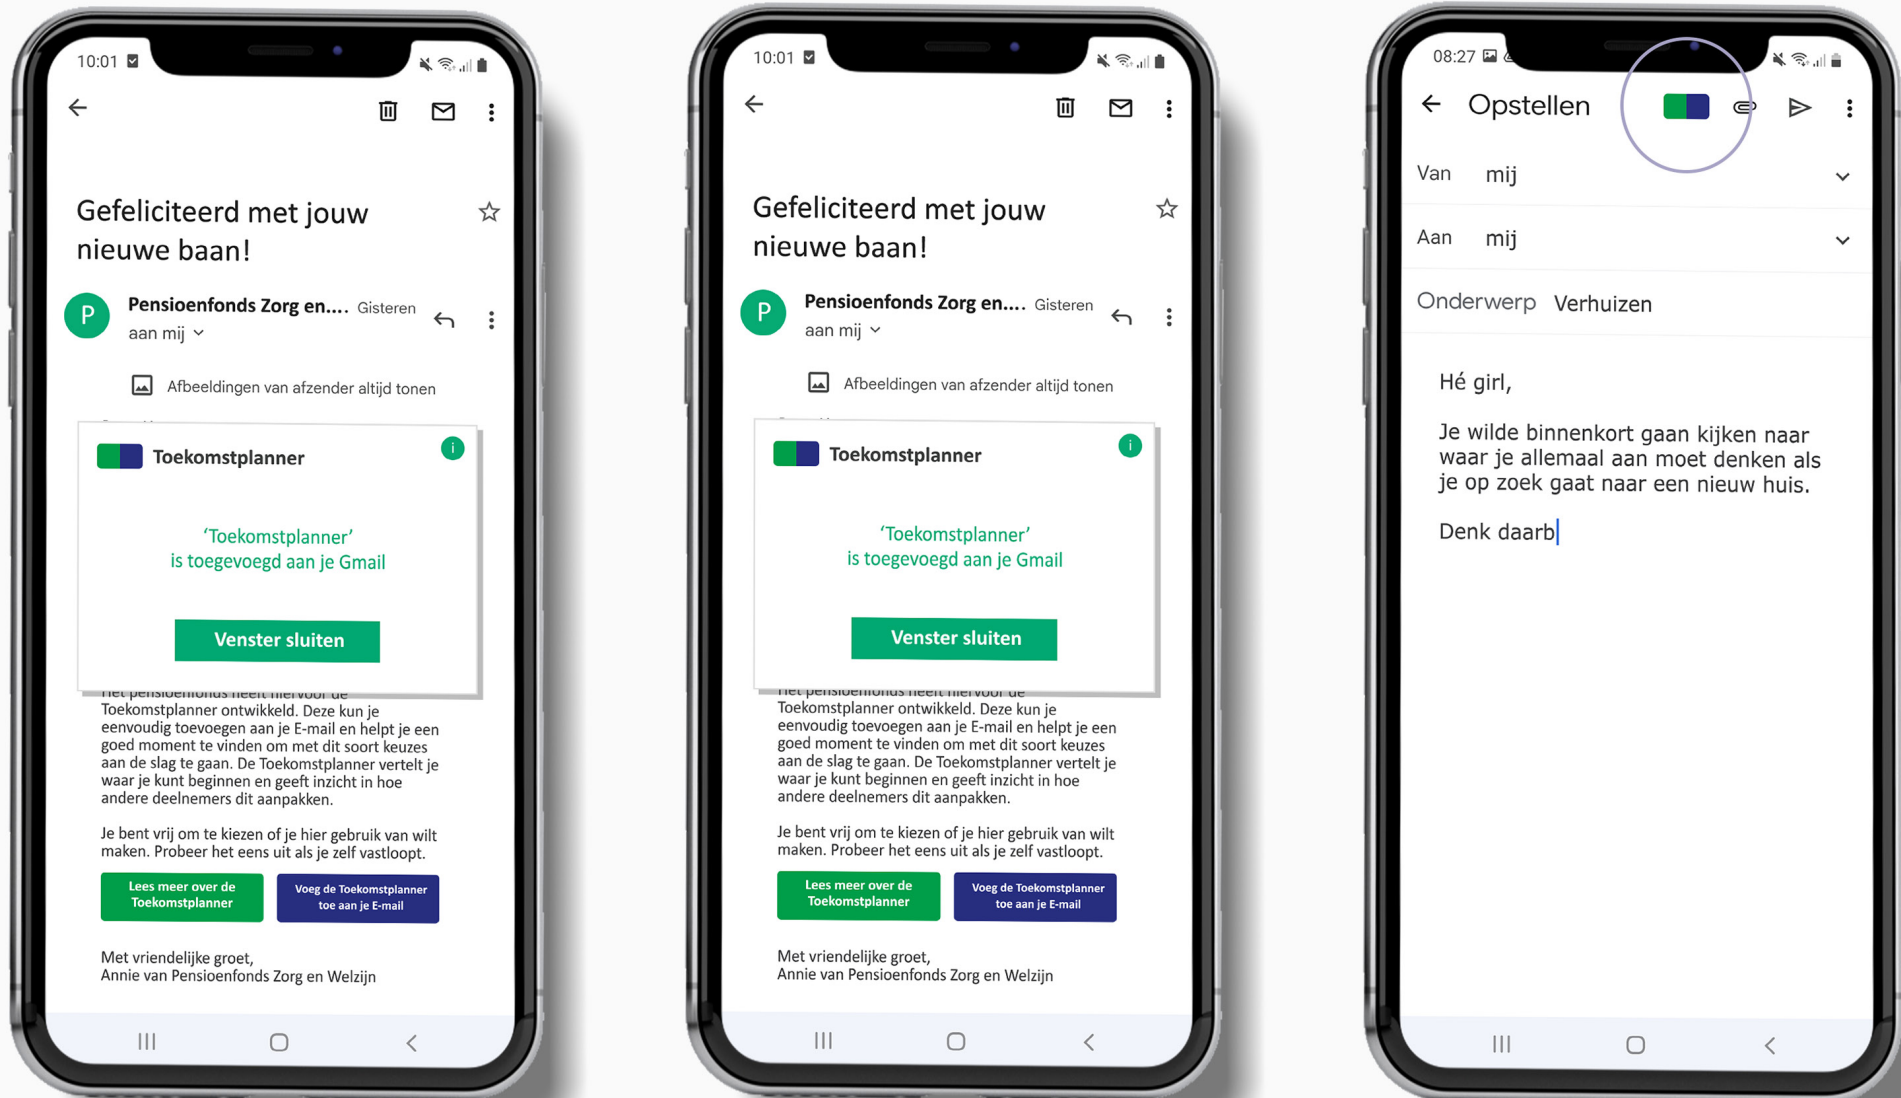 10:01
Gefeliciteerd met jouw
nieuwe baan!
P
Pensioenfonds Zorg en.... Gisteren
aan mij
Afbeeldingen van afzender altijd tonen
Toekomstplanner
i
‘Toekomstplanner’
is toegevoegd aan je Gmail
Venster sluiten
Het pensioenfonds heeft hiervoor de
Toekomstplanner ontwikkeld. Deze kun je
eenvoudig toevoegen aan je E-mail en helpt je een
goed moment te vinden om met dit soort keuzes
aan de slag te gaan. De Toekomstplanner vertelt je
waar je kunt beginnen en geeft inzicht in hoe
andere deelnemers dit aanpakken.
Je bent vrij om te kiezen of je hier gebruik van wilt
maken. Probeer het eens uit als je zelf vastloopt.
Lees meer over de
Toekomstplanner
Voeg de Toekomstplanner
toe aan je E-mail
Met vriendelijke groet,
Annie van Pensioenfonds Zorg en Welzijn
10:01
Gefeliciteerd met jouw
nieuwe baan!
P
Pensioenfonds Zorg en.... Gisteren
aan mij
Afbeeldingen van afzender altijd tonen
Toekomstplanner
i
‘Toekomstplanner’
is toegevoegd aan je Gmail
Venster sluiten
Het pensioenfonds heeft hiervoor de
Toekomstplanner ontwikkeld. Deze kun je
eenvoudig toevoegen aan je E-mail en helpt je een
goed moment te vinden om met dit soort keuzes
aan de slag te gaan. De Toekomstplanner vertelt je
waar je kunt beginnen en geeft inzicht in hoe
andere deelnemers dit aanpakken.
Je bent vrij om te kiezen of je hier gebruik van wilt
maken. Probeer het eens uit als je zelf vastloopt.
Lees meer over de
Toekomstplanner
Voeg de Toekomstplanner
toe aan je E-mail
Met vriendelijke groet,
Annie van Pensioenfonds Zorg en Welzijn
08:27
Opstellen
Van mij
Aan mij
Onderwerp Verhuizen
Hé girl,
Je wilde binnenkort gaan kijken naar
waar je allemaal aan moet denken als
je op zoek gaat naar een nieuw huis.
Denk daarb